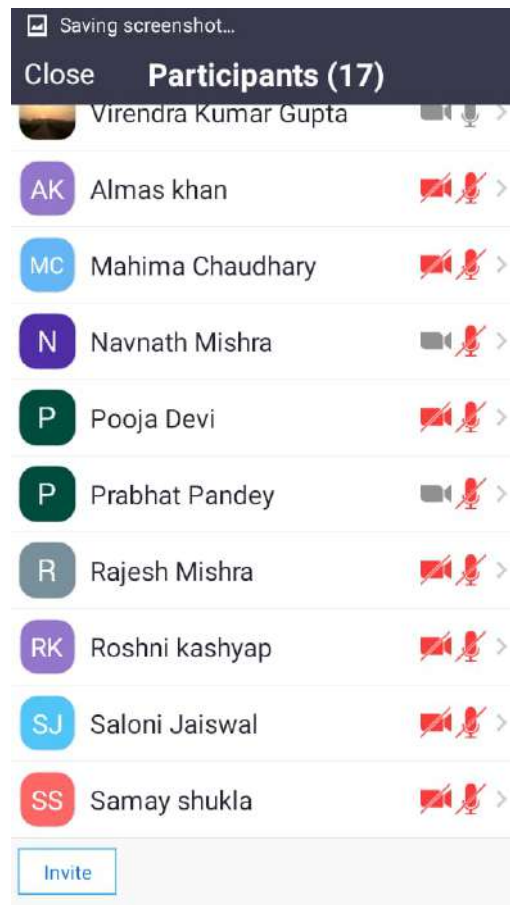 Saving screenshot...
Close Participants (17)
Virendra Kumar Gupta
AK Almas khan
MC Mahima Chaudhary
N Navnath Mishra
P Pooja Devi
P Prabhat Pandey
R Rajesh Mishra
RK Roshni kashyap
SJ Saloni Jaiswal
SS Samay shukla
Invite